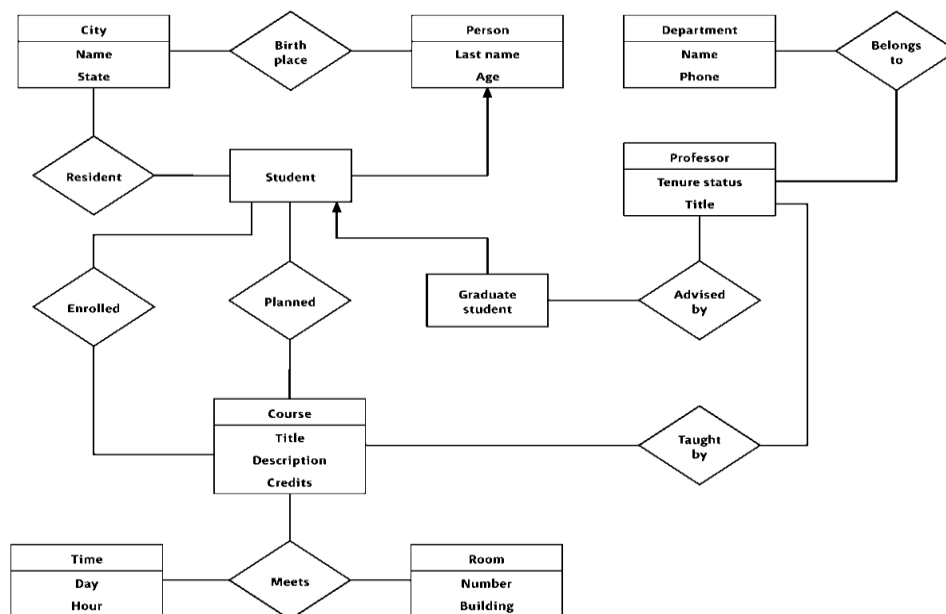 City
Name
State
Birth
place
Person
Last name
Age
Department
Name
Phone
Belongs
to
Resident
Student
Professor
Tenure status
Title
Enrolled
Planned
Graduate
student
Advised
by
Course
Title
Description
Credits
Taught
by
Time
Day
Hour
Meets
Room
Number
Building